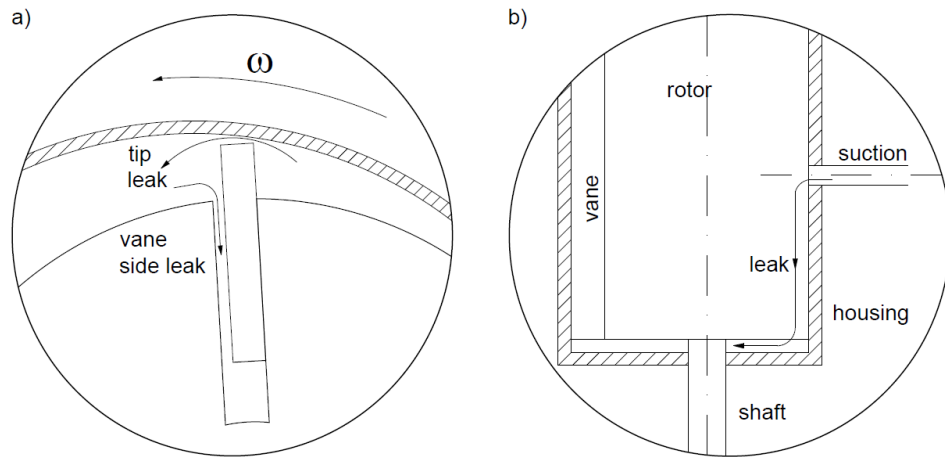 a)
ω
tip
leak
vane
side leak
b)
rotor
suction
vane
leak
housing
shaft